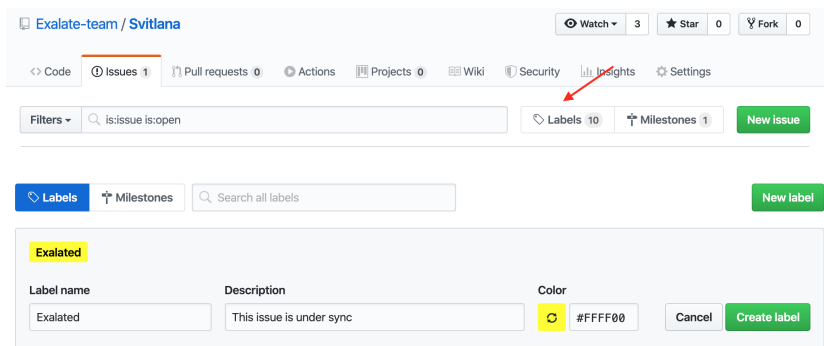 Exalate-team / Svitlana
Watch 3 Star 0 Fork 0
Code Issues 1 Pull requests 0 Actions Projects 0 Wiki Security Insights Settings
Filters is:issue is:open Labels 10 Milestones 1 New issue
Labels Milestones Search all labels New label
Exalated
Label name Description Color
Exalated This issue is under sync #FFFF00 Cancel Create label